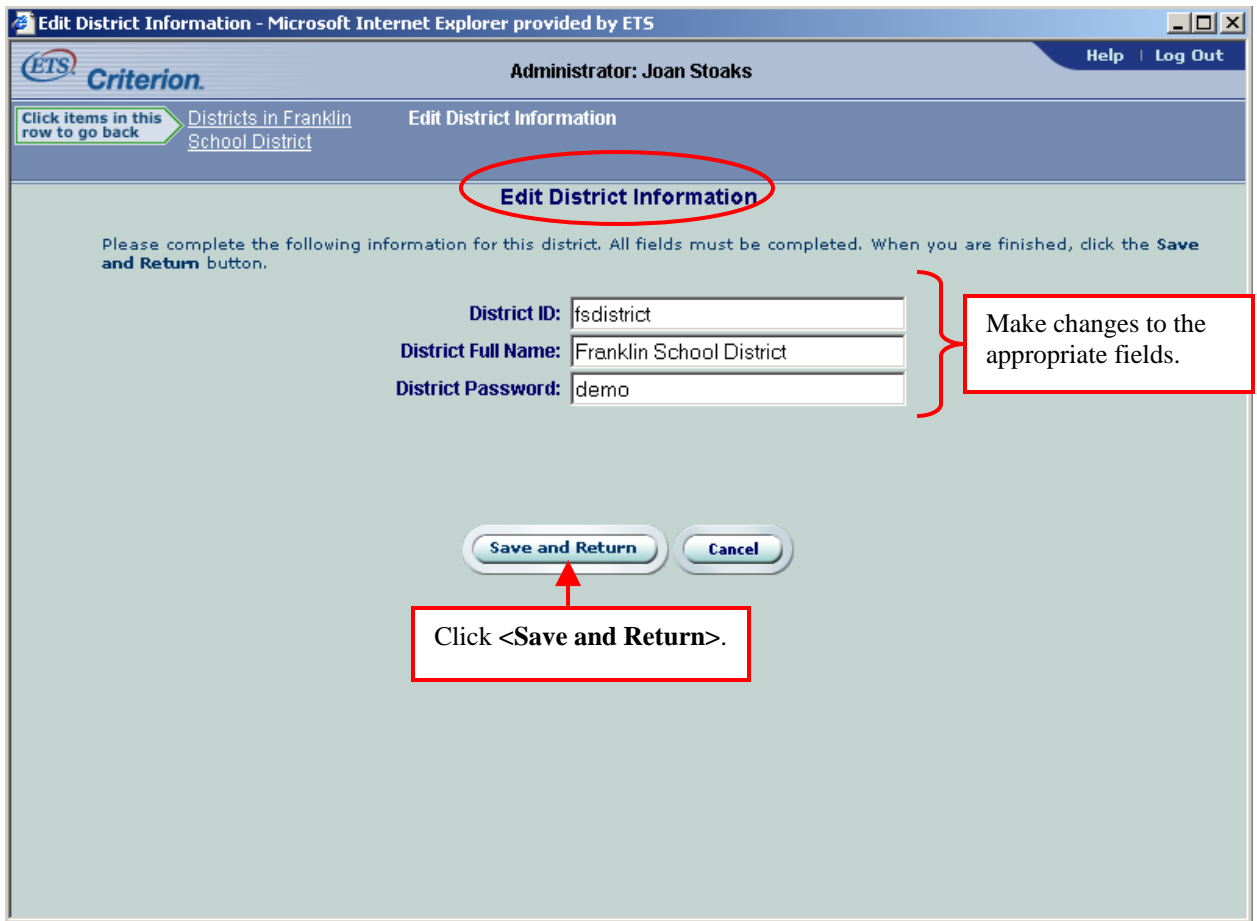 Edit District Information - Microsoft Internet Explorer provided by ETS
ETS
Criterion.
Administrator: Joan Stoaks
Help | Log Out
Click items in this
row to go back
Districts in Franklin
School District
Edit District Information
Edit District Information
Please complete the following information for this district. All fields must be completed. When you are finished, click the Save
and Return button.
District ID: fsdistrict
District Full Name: Franklin School District
District Password: demo
Make changes to the
appropriate fields.
Save and Return
Cancel
Click <Save and Return>.